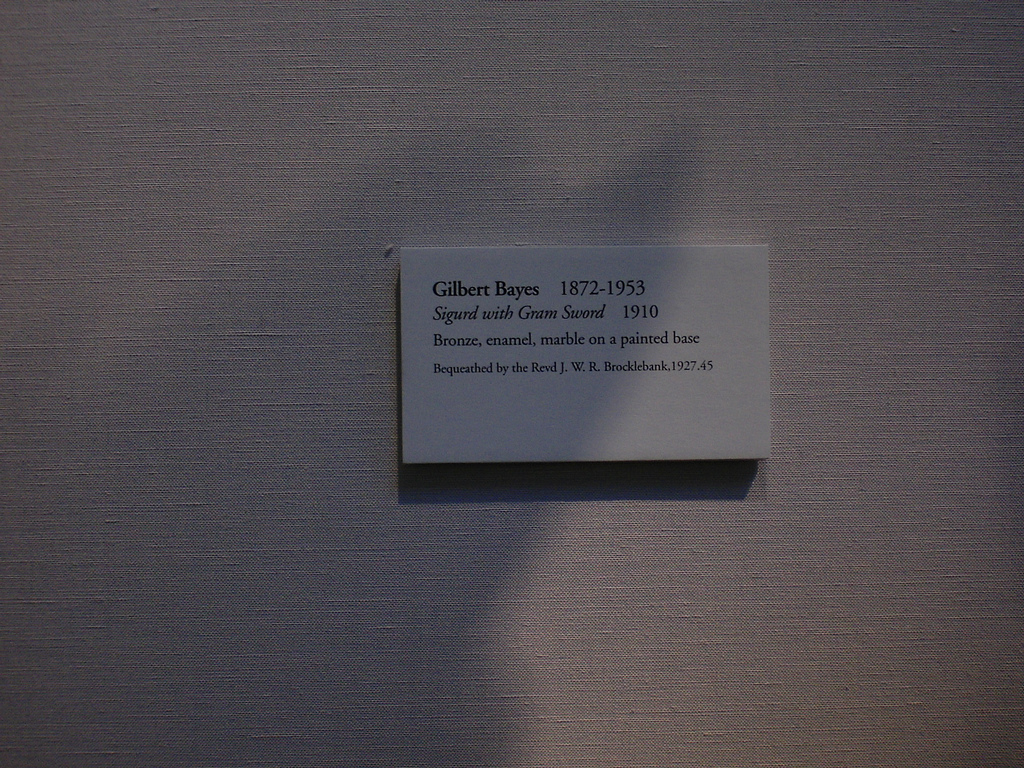 Gilbert Bayes 1872-1953
Sigurd with Gram Sword 1910
Bronze, enamel, marble on a painted base
Bequeathed by the Revd J. W. R. Brocklebank,1927.45